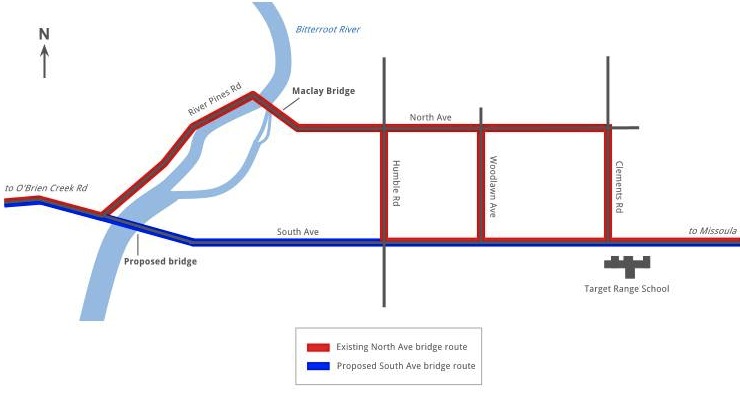 Bitterroot River
N
River Pines Rd
Maclay Bridge
North Ave
Humble Rd
Woodlawn Ave
Clements Rd
to O'Brien Creek Rd
South Ave
to Missoula
Proposed bridge
Target Range School
Existing North Ave bridge route
Proposed South Ave bridge route